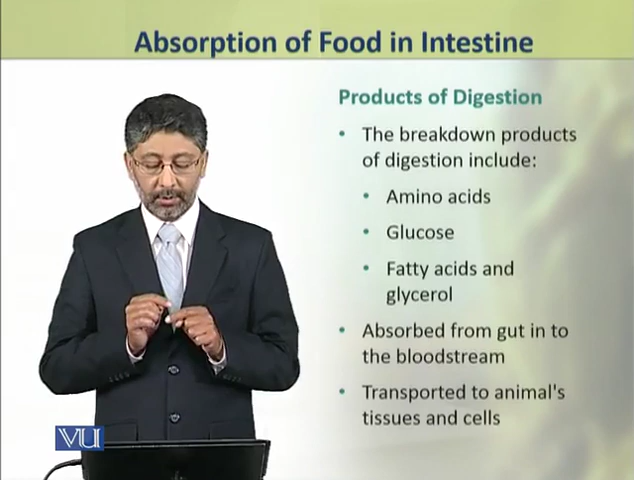 Absorption of Food in Intestine
Products of Digestion
• The breakdown products
of digestion include:
• Amino acids
• Glucose
• Fatty acids and
glycerol
• Absorbed from gut in to
the bloodstream
• Transported to animal's
tissues and cells
VU